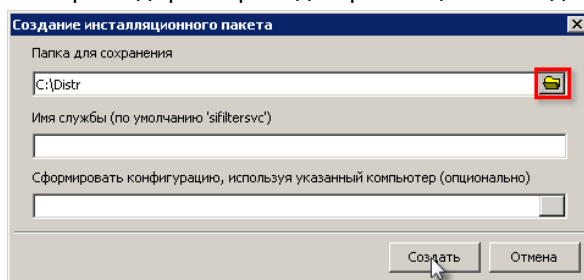 Создание инсталляционного пакета
Папка для сохранения
C:\Distr
Имя службы (по умолчанию 'sifiltersvc')
Сформировать конфигурацию, используя указанный компьютер (опционально)
Создать Отмена